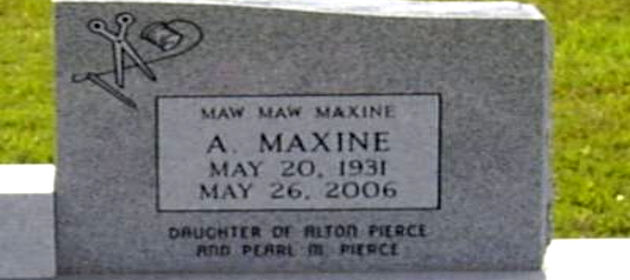 MAW MAW MAXINE
A. MAXINE
MAY 20, 1931
MAY 26, 2006
DAUGHTER OF ALTON PIERCE
AND PEARL M. PIERCE